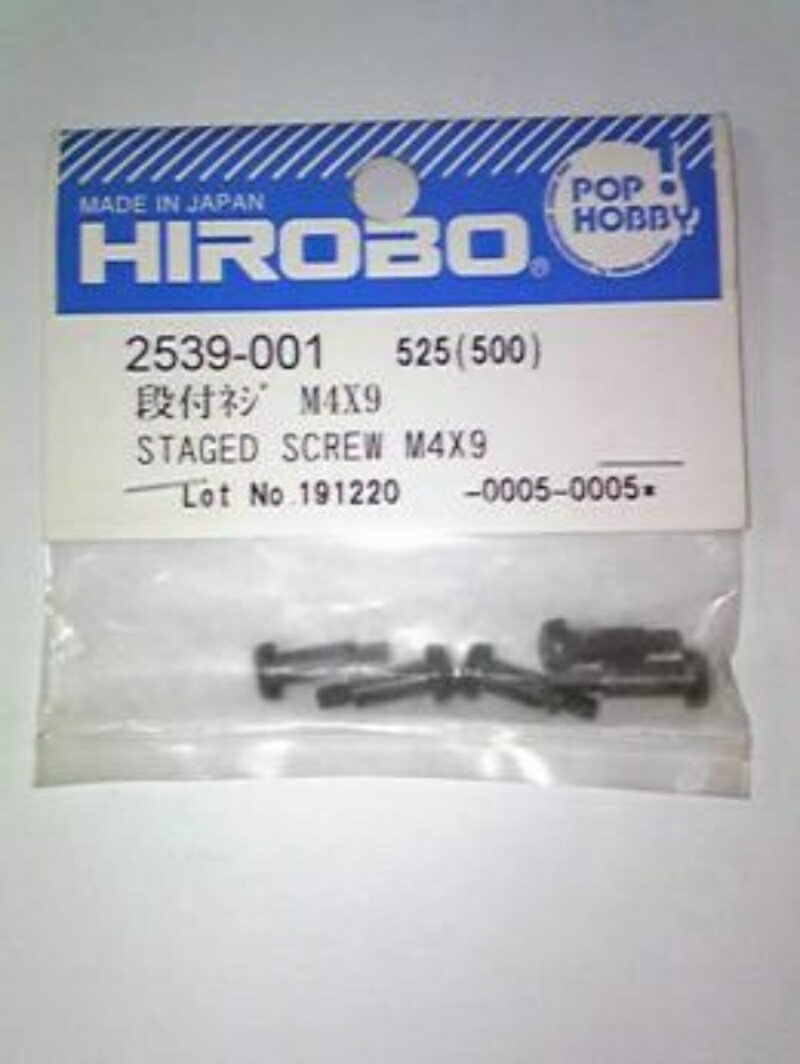 MADE IN JAPAN
HIROBO®
POP!
HOBBY
2539-001 525(500)
段付ネジ M4X9
STAGED SCREW M4X9
Lot No.191220 -0005-0005*